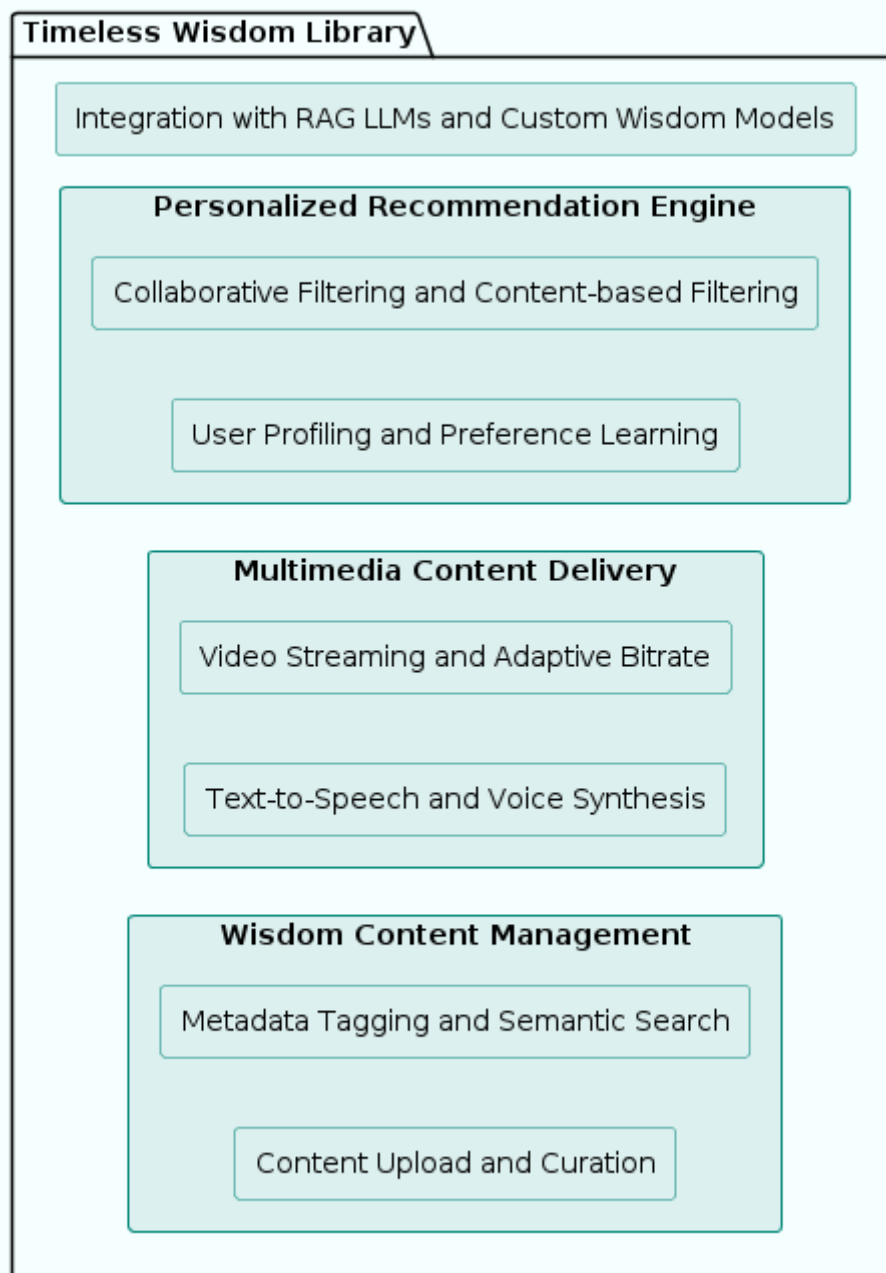 Timeless Wisdom Library
Integration with RAG LLMs and Custom Wisdom Models
Personalized Recommendation Engine
Collaborative Filtering and Content-based Filtering
User Profiling and Preference Learning
Multimedia Content Delivery
Video Streaming and Adaptive Bitrate
Text-to-Speech and Voice Synthesis
Wisdom Content Management
Metadata Tagging and Semantic Search
Content Upload and Curation